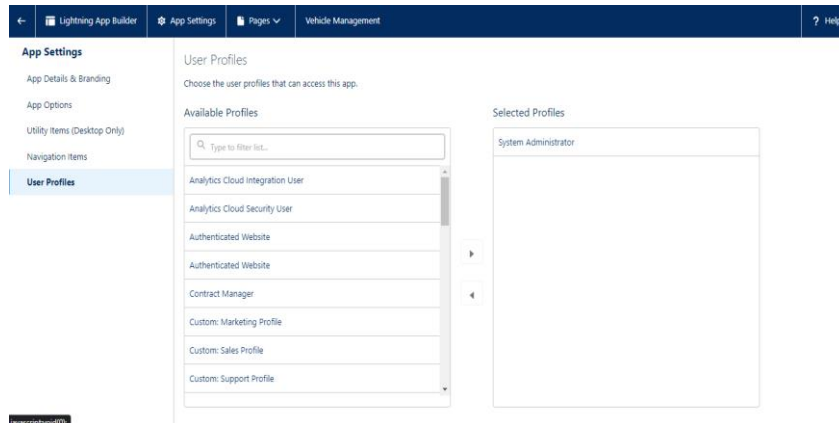 Lightning App Builder
App Settings
Pages
Vehicle Management
? Help
App Settings
App Details & Branding
App Options
Utility Items (Desktop Only)
Navigation Items
User Profiles
User Profiles
Choose the user profiles that can access this app.
Available Profiles
Type to filter list...
Analytics Cloud Integration User
Analytics Cloud Security User
Authenticated Website
Authenticated Website
Contract Manager
Custom: Marketing Profile
Custom: Sales Profile
Custom: Support Profile
Selected Profiles
System Administrator